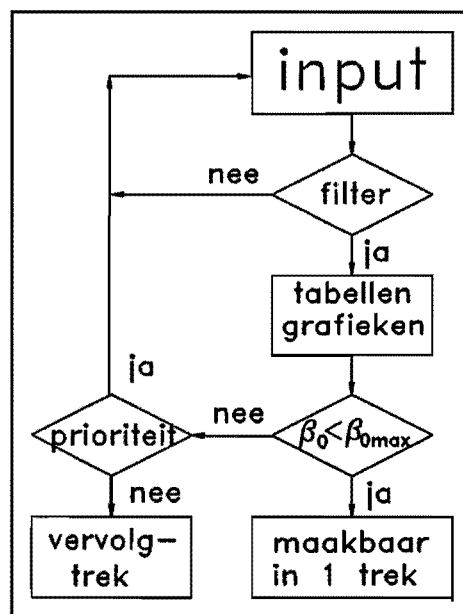 input
nee
filter
ja
tabellen
grafieken
ja
nee
prioriteit
β₀<β₀max
nee
ja
vervolg-
trek
maakbaar
in 1 trek